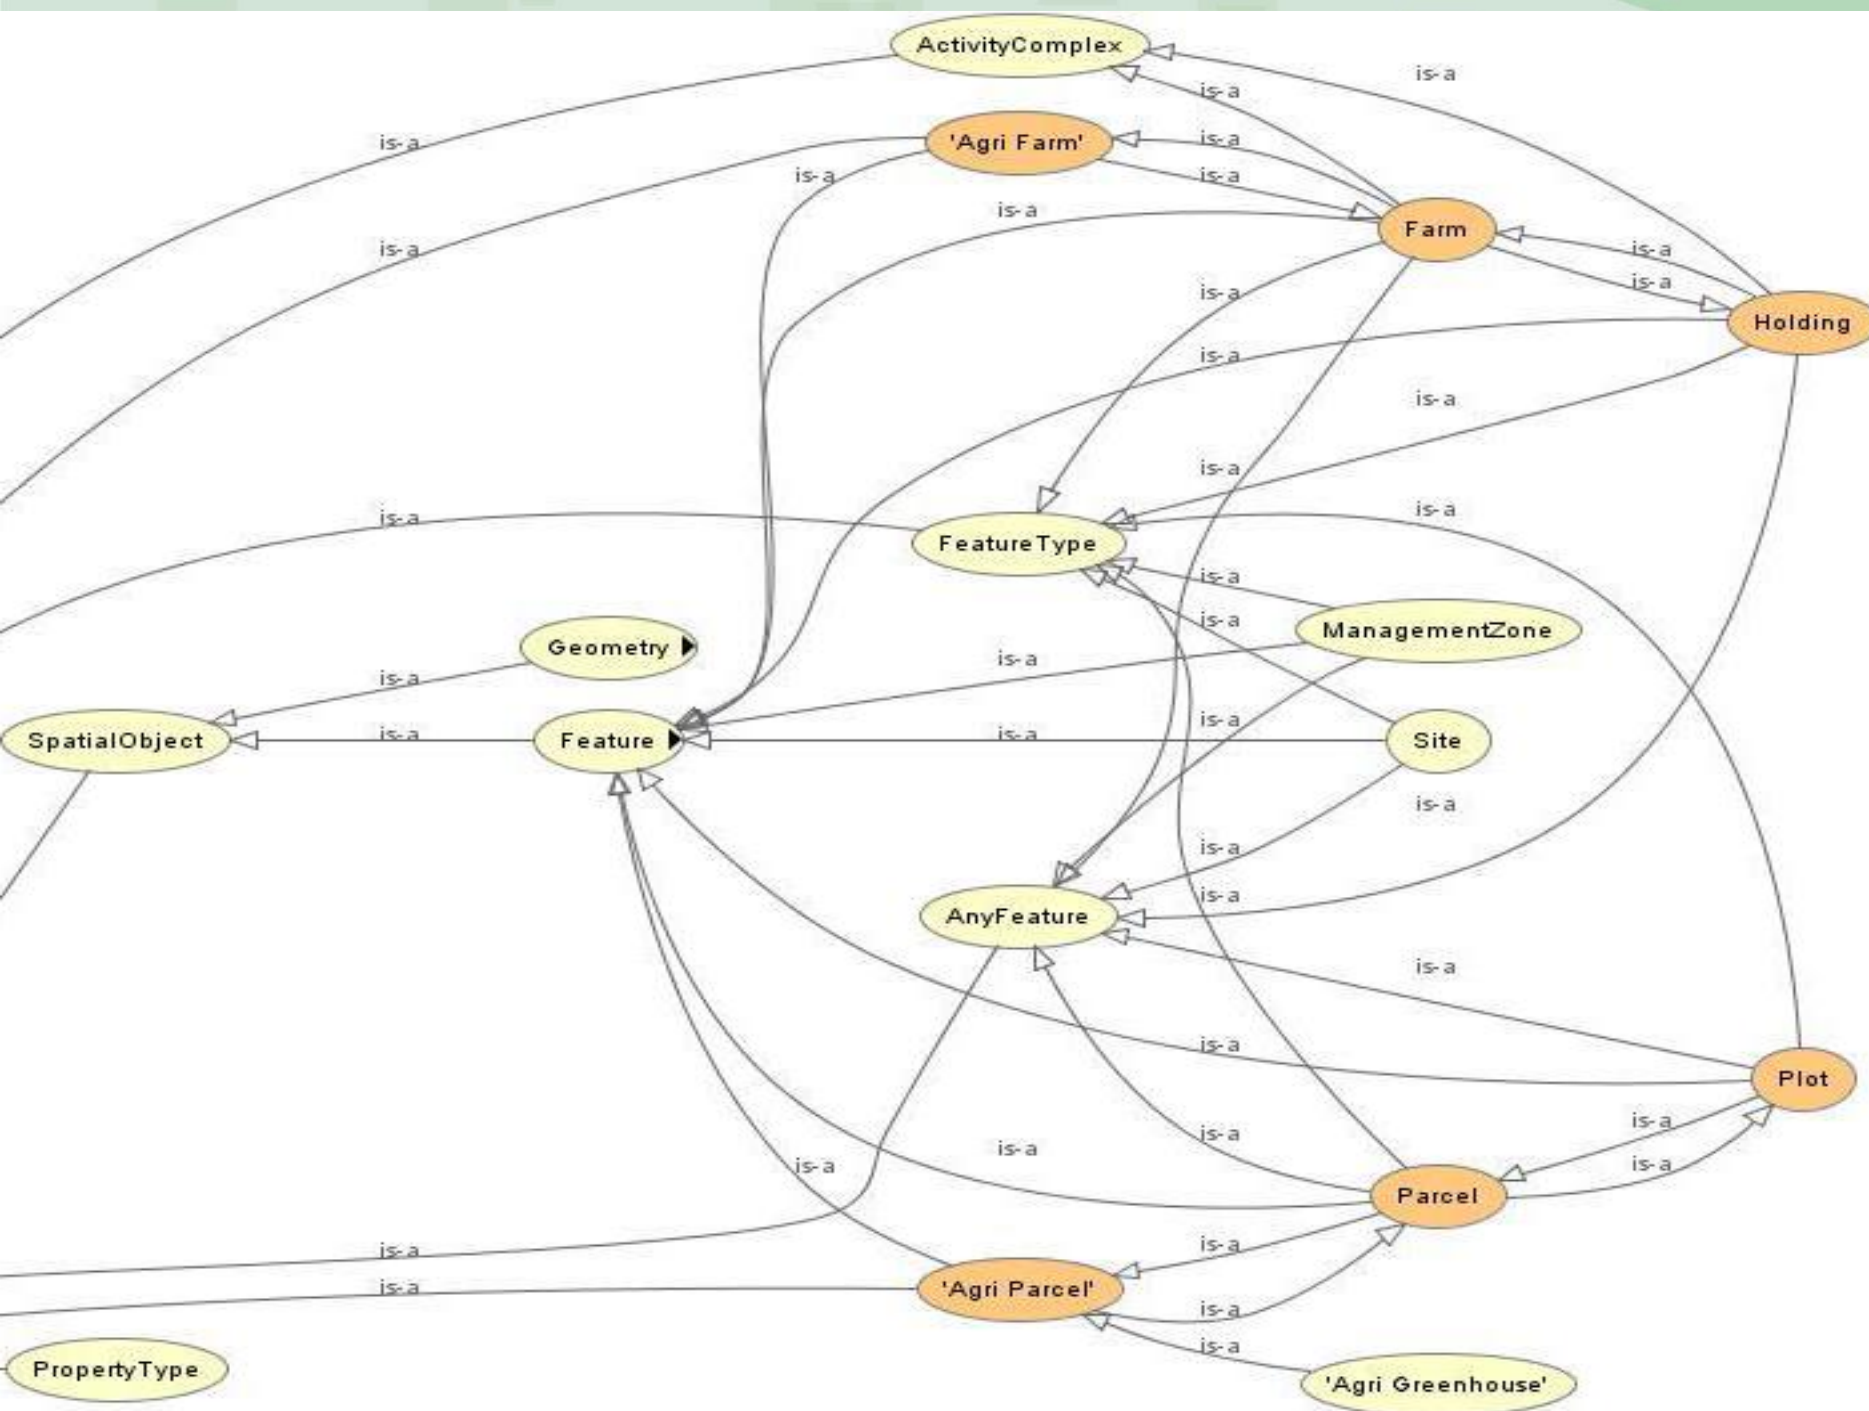 ActivityComplex
is-a
is-a
is-a
'Agri Farm'
is-a
is-a
is-a
is-a
Farm
is-a
is-a
is-a
is-a
is-a
Holding
is-a
is-a
is-a
is-a
is-a
FeatureType
is-a
is-a
ManagementZone
Geometry
is-a
is-a
SpatialObject
is-a
Feature
is-a
is-a
Site
is-a
is-a
is-a
AnyFeature
is-a
is-a
Plot
is-a
is-a
is-a
is-a
is-a
Parcel
is-a
is-a
is-a
'Agri Parcel'
is-a
is-a
PropertyType
'Agri Greenhouse'